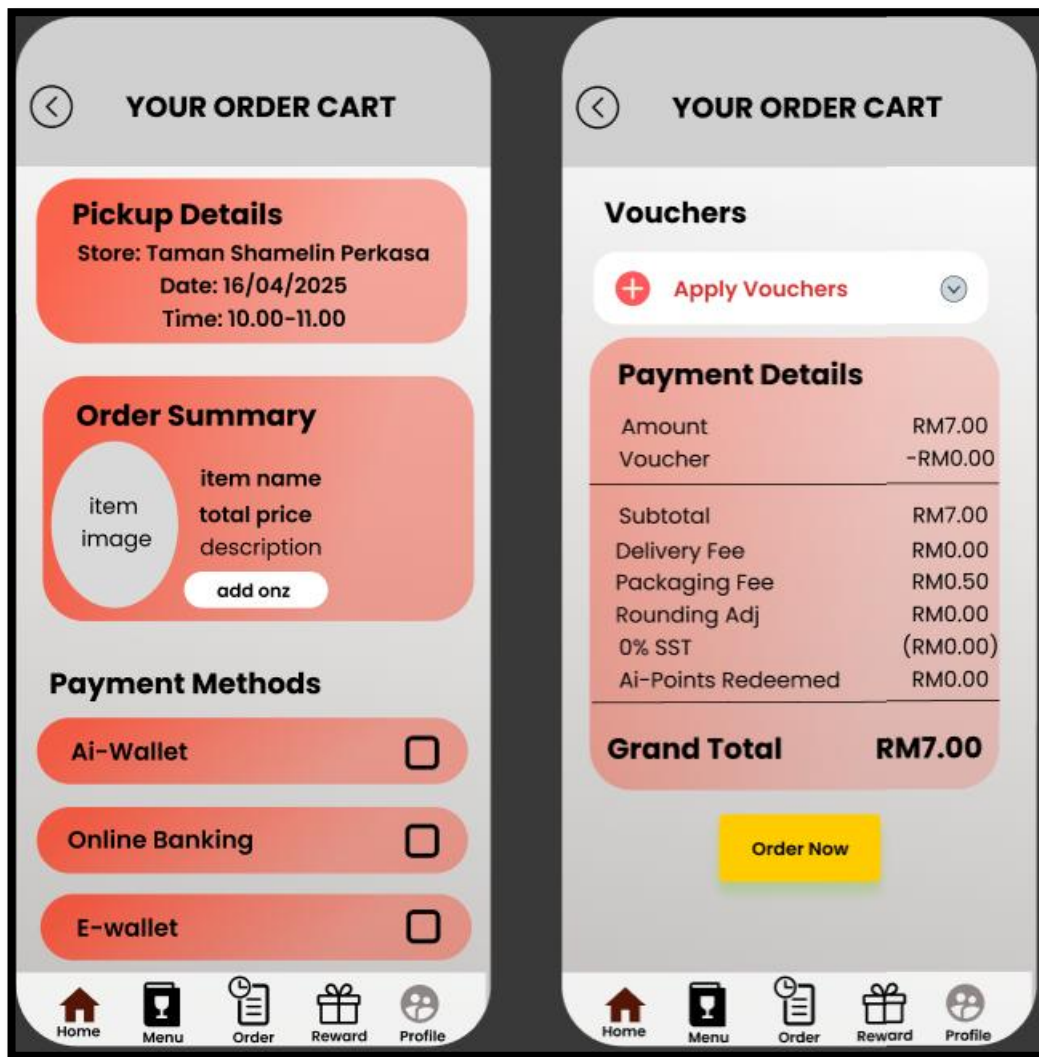 YOUR ORDER CART
Pickup Details
Store: Taman Shamelin Perkasa
Date: 16/04/2025
Time: 10.00-11.00
Order Summary
item image
item name
total price
description
add onz
Payment Methods
Ai-Wallet
Online Banking
E-wallet
Home Menu Order Reward Profile
YOUR ORDER CART
Vouchers
Apply Vouchers
Payment Details
Amount RM7.00
Voucher -RM0.00
Subtotal RM7.00
Delivery Fee RM0.00
Packaging Fee RM0.50
Rounding Adj RM0.00
0% SST (RM0.00)
Ai-Points Redeemed RM0.00
Grand Total RM7.00
Order Now
Home Menu Order Reward Profile